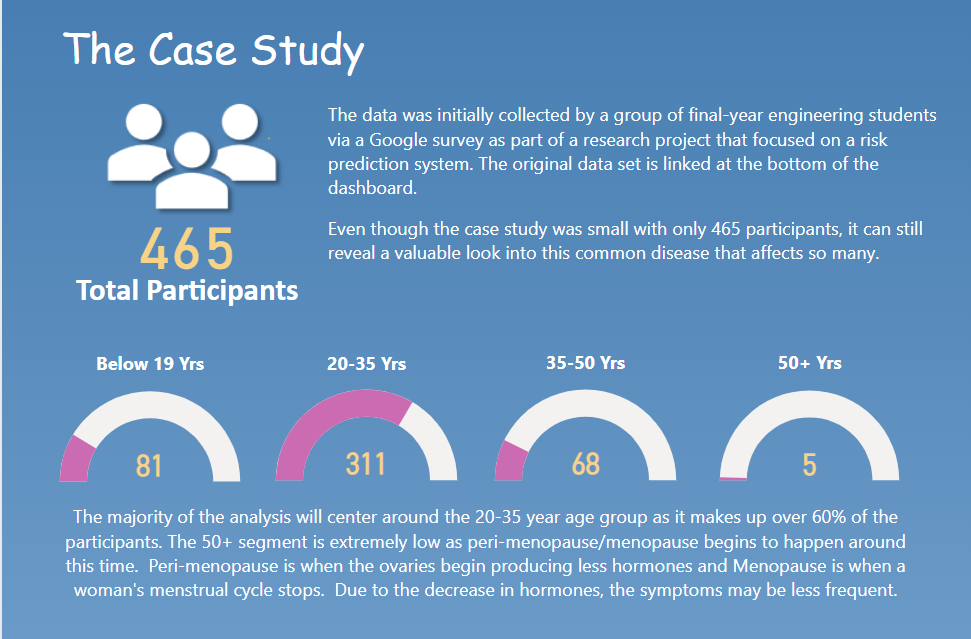 The Case Study
The data was initially collected by a group of final-year engineering students
via a Google survey as part of a research project that focused on a risk
prediction system. The original data set is linked at the bottom of the
dashboard.
Even though the case study was small with only 465 participants, it can still
reveal a valuable look into this common disease that affects so many.
465
Total Participants
Below 19 Yrs
20-35 Yrs
35-50 Yrs
50+ Yrs
81
311
68
5
The majority of the analysis will center around the 20-35 year age group as it makes up over 60% of the
participants. The 50+ segment is extremely low as peri-menopause/menopause begins to happen around
this time.  Peri-menopause is when the ovaries begin producing less hormones and Menopause is when a
woman's menstrual cycle stops.  Due to the decrease in hormones, the symptoms may be less frequent.